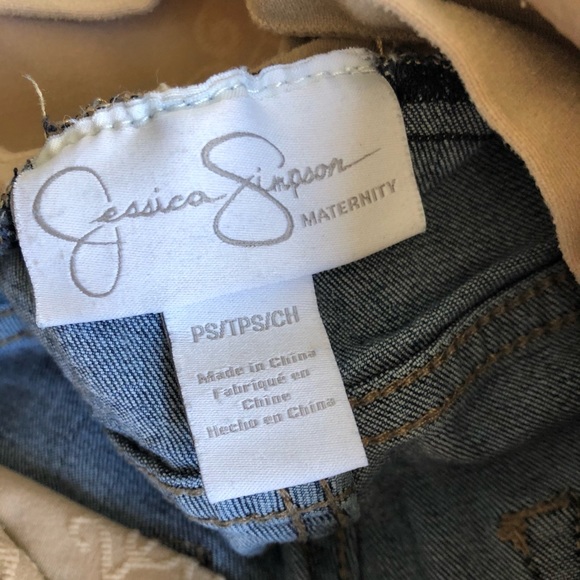 Jessica Simpson
MATERNITY
PS/TPS/CH
Made in China
Fabriqué en
Chine
Hecho en China